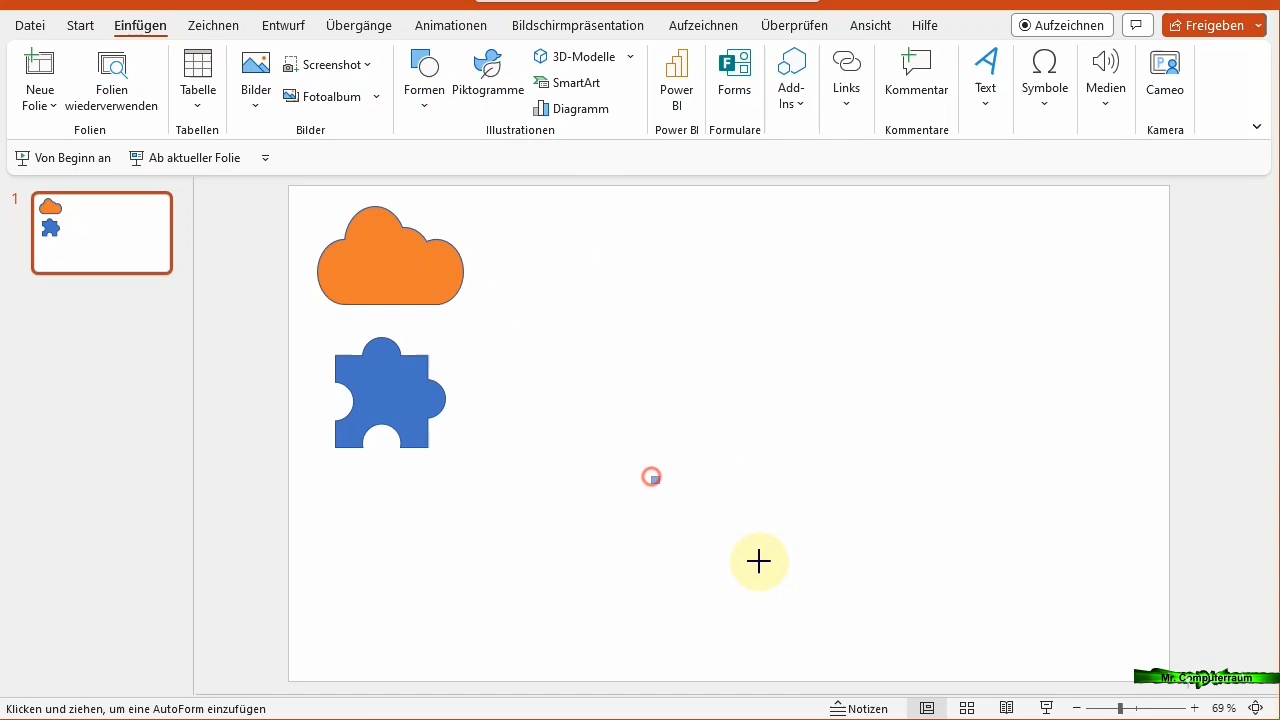 Datei Start Einfügen Zeichnen Entwurf Übergänge Animationen Bildschirmpräsentation Aufzeichnen Überprüfen Ansicht Hilfe Aufzeichnen Freigeben
Neue Folie
Folien wiederverwenden
Folien
Tabelle
Tabellen
Bilder
Screenshot
Fotoalbum
Bilder
Formen
Piktogramme
3D-Modelle
SmartArt
Diagramm
Illustrationen
Power BI
Power BI
Forms
Formulare
Add-Ins
Links
Kommentar
Kommentare
Text
Symbole
Medien
Cameo
Kamera
Von Beginn an Ab aktueller Folie
1
Mr. Computerraum
Klicken und ziehen, um eine AutoForm einzufügen Notizen 69 %